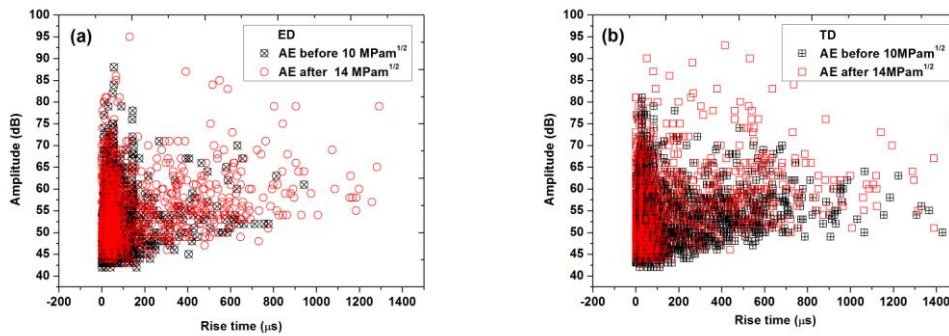 (a)
ED
AE before 10 MPam1/2
AE after 14 MPam1/2
Amplitude (dB)
100
95
90
85
80
75
70
65
60
55
50
45
40
-200 0 200 400 600 800 1000 1200 1400
Rise time (μs)
(b)
TD
AE before 10MPam1/2
AE after 14MPam1/2
Amplitude (dB)
100
95
90
85
80
75
70
65
60
55
50
45
40
-200 0 200 400 600 800 1000 1200 1400
Rise time (μs)